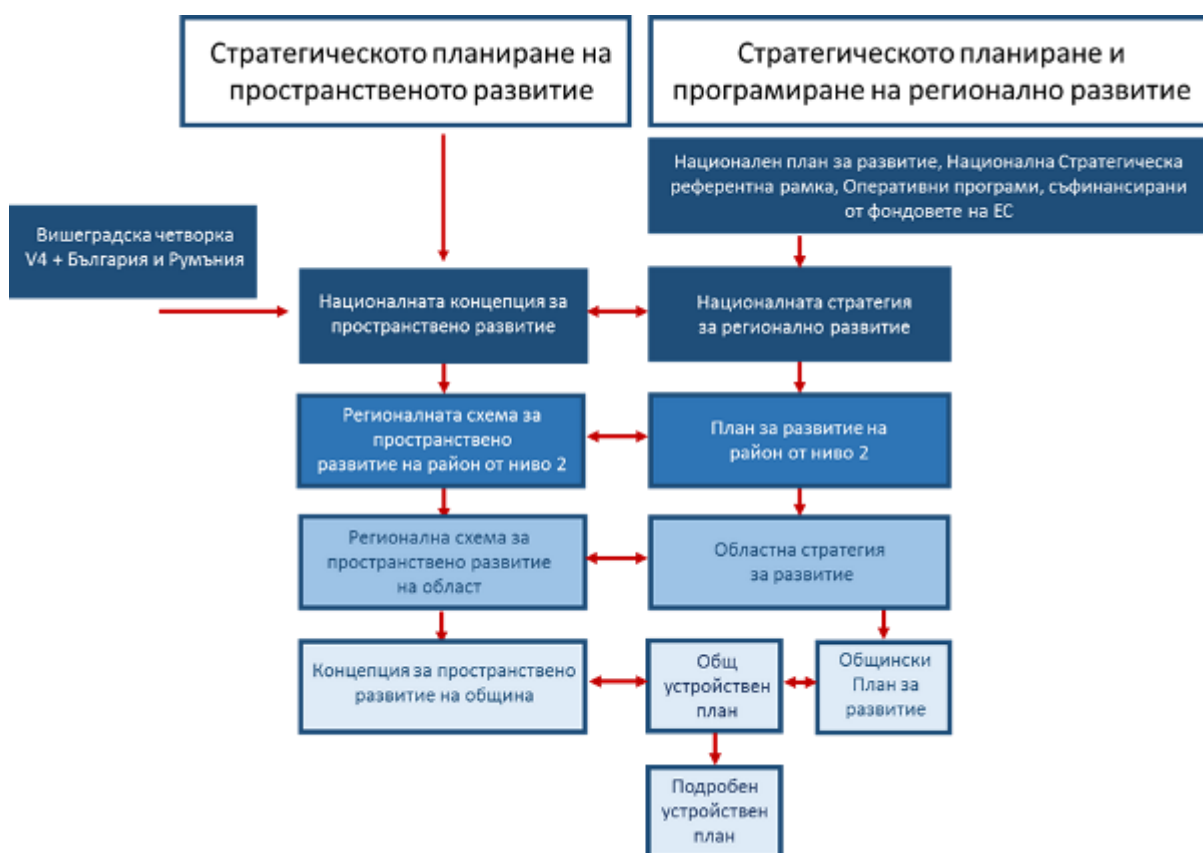 Стратегическото планиране на
пространственото развитие
Стратегическото планиране и
програмиране на регионално развитие
Национален план за развитие, Национална Стратегическа
референтна рамка, Оперативни програми, съфинансирани
от фондовете на ЕС
Вишеградска четворка
V4 + България и Румъния
Националната концепция за
пространствено развитие
Националната стратегия
за регионално развитие
Регионалната схема за
пространствено
развитие на район от ниво 2
План за развитие на
район от ниво 2
Регионална схема за
пространствено развитие
на област
Областна стратегия
за развитие
Концепция за пространствено
развитие на община
Общ
устройствен
план
Общински
План за
развитие
Подробен
устройствен
план